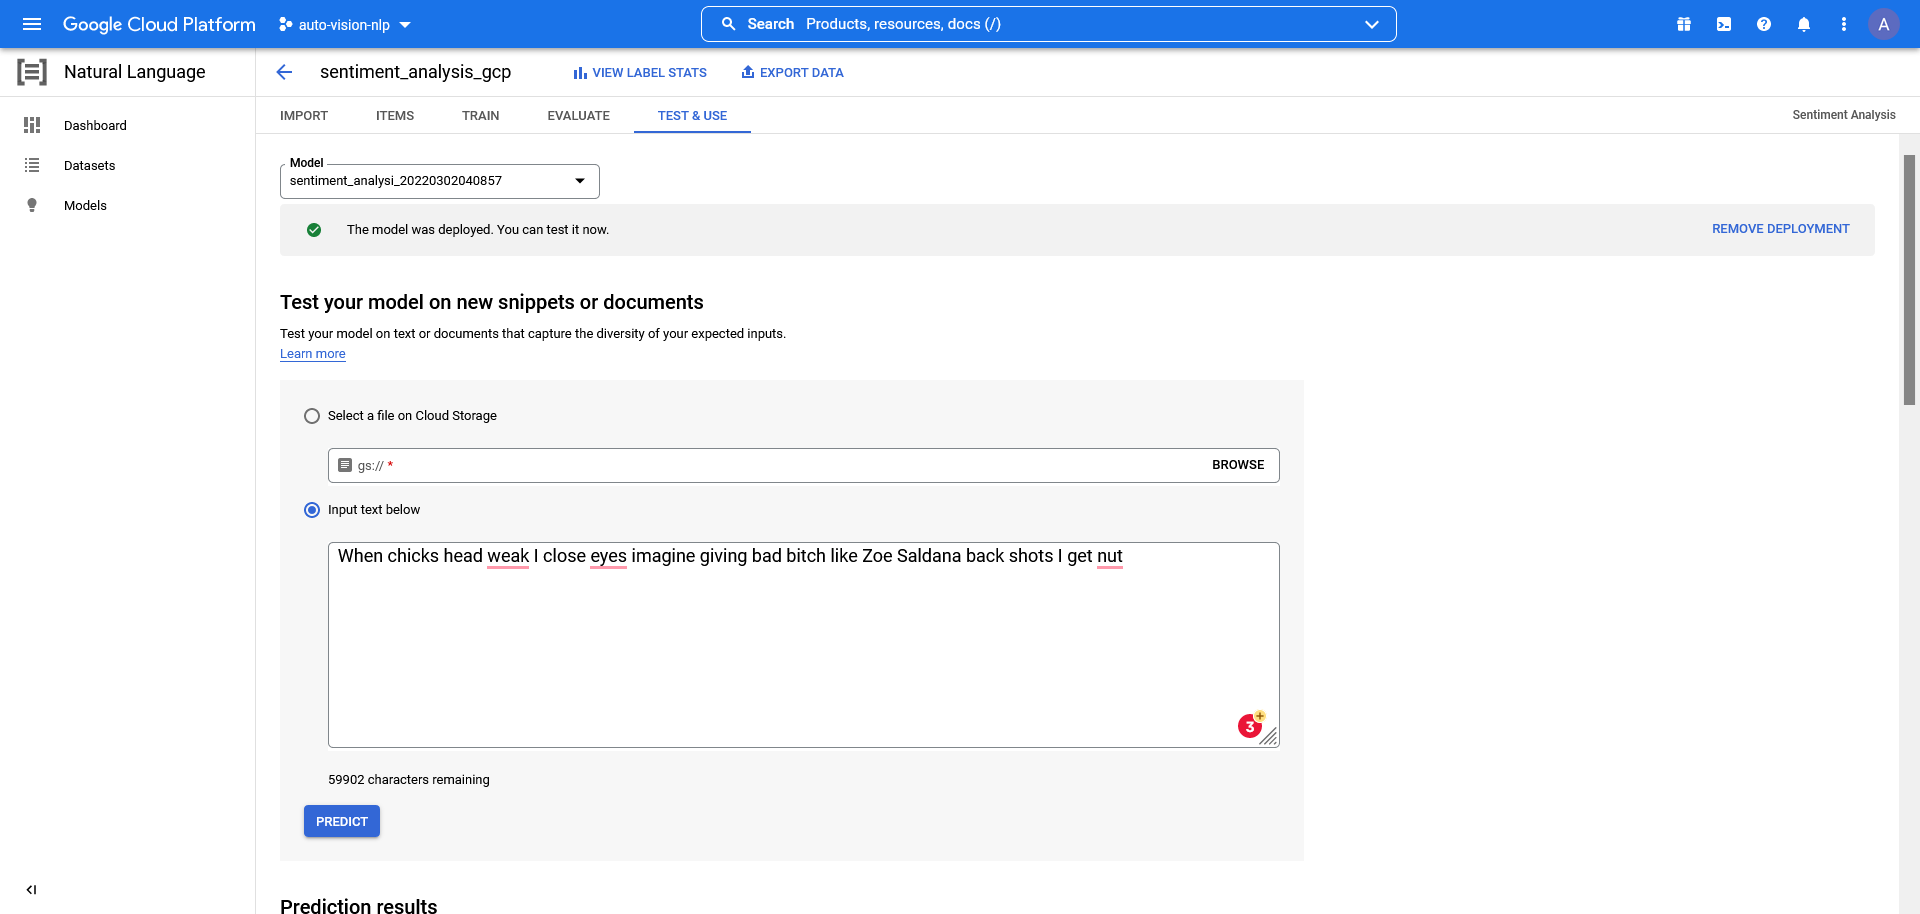 Google Cloud Platform
auto-vision-nlp
Search Products, resources, docs (/)
A
Natural Language
sentiment_analysis_gcp
VIEW LABEL STATS
EXPORT DATA
IMPORT
ITEMS
TRAIN
EVALUATE
TEST & USE
Sentiment Analysis
Dashboard
Datasets
Models
Model
sentiment_analysi_20220302040857
The model was deployed. You can test it now.
REMOVE DEPLOYMENT
Test your model on new snippets or documents
Test your model on text or documents that capture the diversity of your expected inputs.
Learn more
Select a file on Cloud Storage
gs:// *
BROWSE
Input text below
When chicks head weak I close eyes imagine giving bad bitch like Zoe Saldana back shots I get nut
3
59902 characters remaining
PREDICT
Prediction results